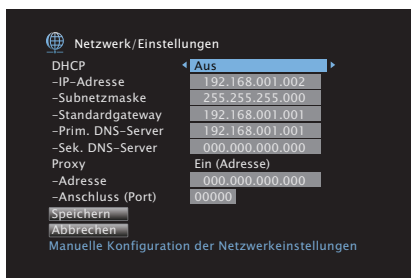 Netzwerk/Einstellungen
DHCP Aus
-IP-Adresse 192.168.001.002
-Subnetzmaske 255.255.255.000
-Standardgateway 192.168.001.001
-Prim. DNS-Server 192.168.001.001
-Sek. DNS-Server 000.000.000.000
Proxy Ein (Adresse)
-Adresse 000.000.000.000
-Anschluss (Port) 00000
Speichern
Abbrechen
Manuelle Konfiguration der Netzwerkeinstellungen